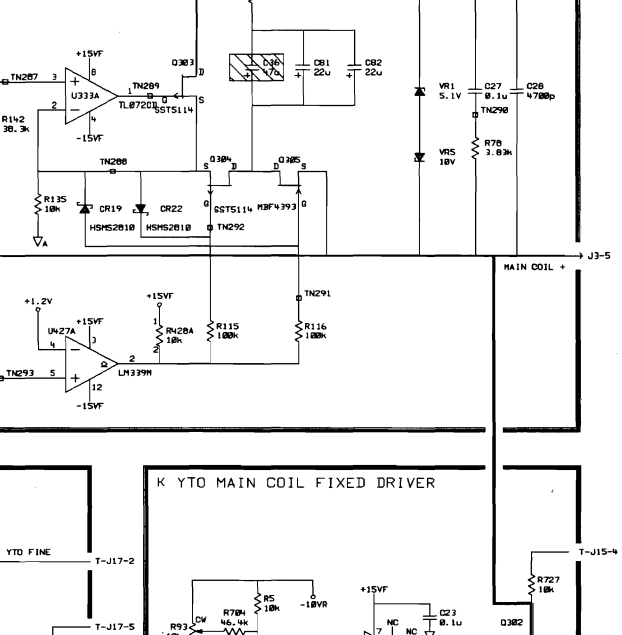 +15VF
TN287
3
8
U333A
1
TN289
TL072CD
2
4
-15VF
R142
38.3k
Q303
D
G
S
SST5114
C36
47u
C81
22u
C82
22u
VR1
5.1V
C27
0.1u
C28
4700p
TN290
R78
3.83k
VR5
10V
TN288
Q304
Q305
S
D
D
S
G
G
SST5114
MBF4393
R135
10k
A
CR19
HSMS2810
CR22
HSMS2810
TN292
J3-5
MAIN COIL +
+1.2V
+15VF
U427A
+15VF
3
4
1
R428A
10k
2
R115
100k
TN291
R116
100k
2
LM339M
TN293
5
12
-15VF
K YTO MAIN COIL FIXED DRIVER
YTO FINE
T-J17-2
T-J15-4
T-J17-5
R5
10k
-10VR
R704
46.4k
CW
R93
+15VF
C23
0.1u
7
NC
NC
Q302
R727
10k